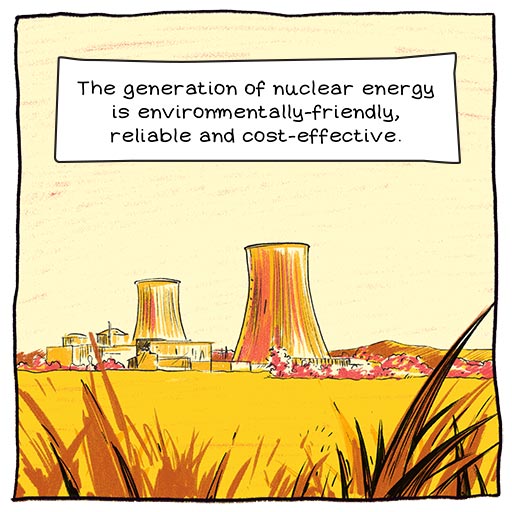 The generation of nuclear energy
is environmentally-friendly,
reliable and cost-effective.